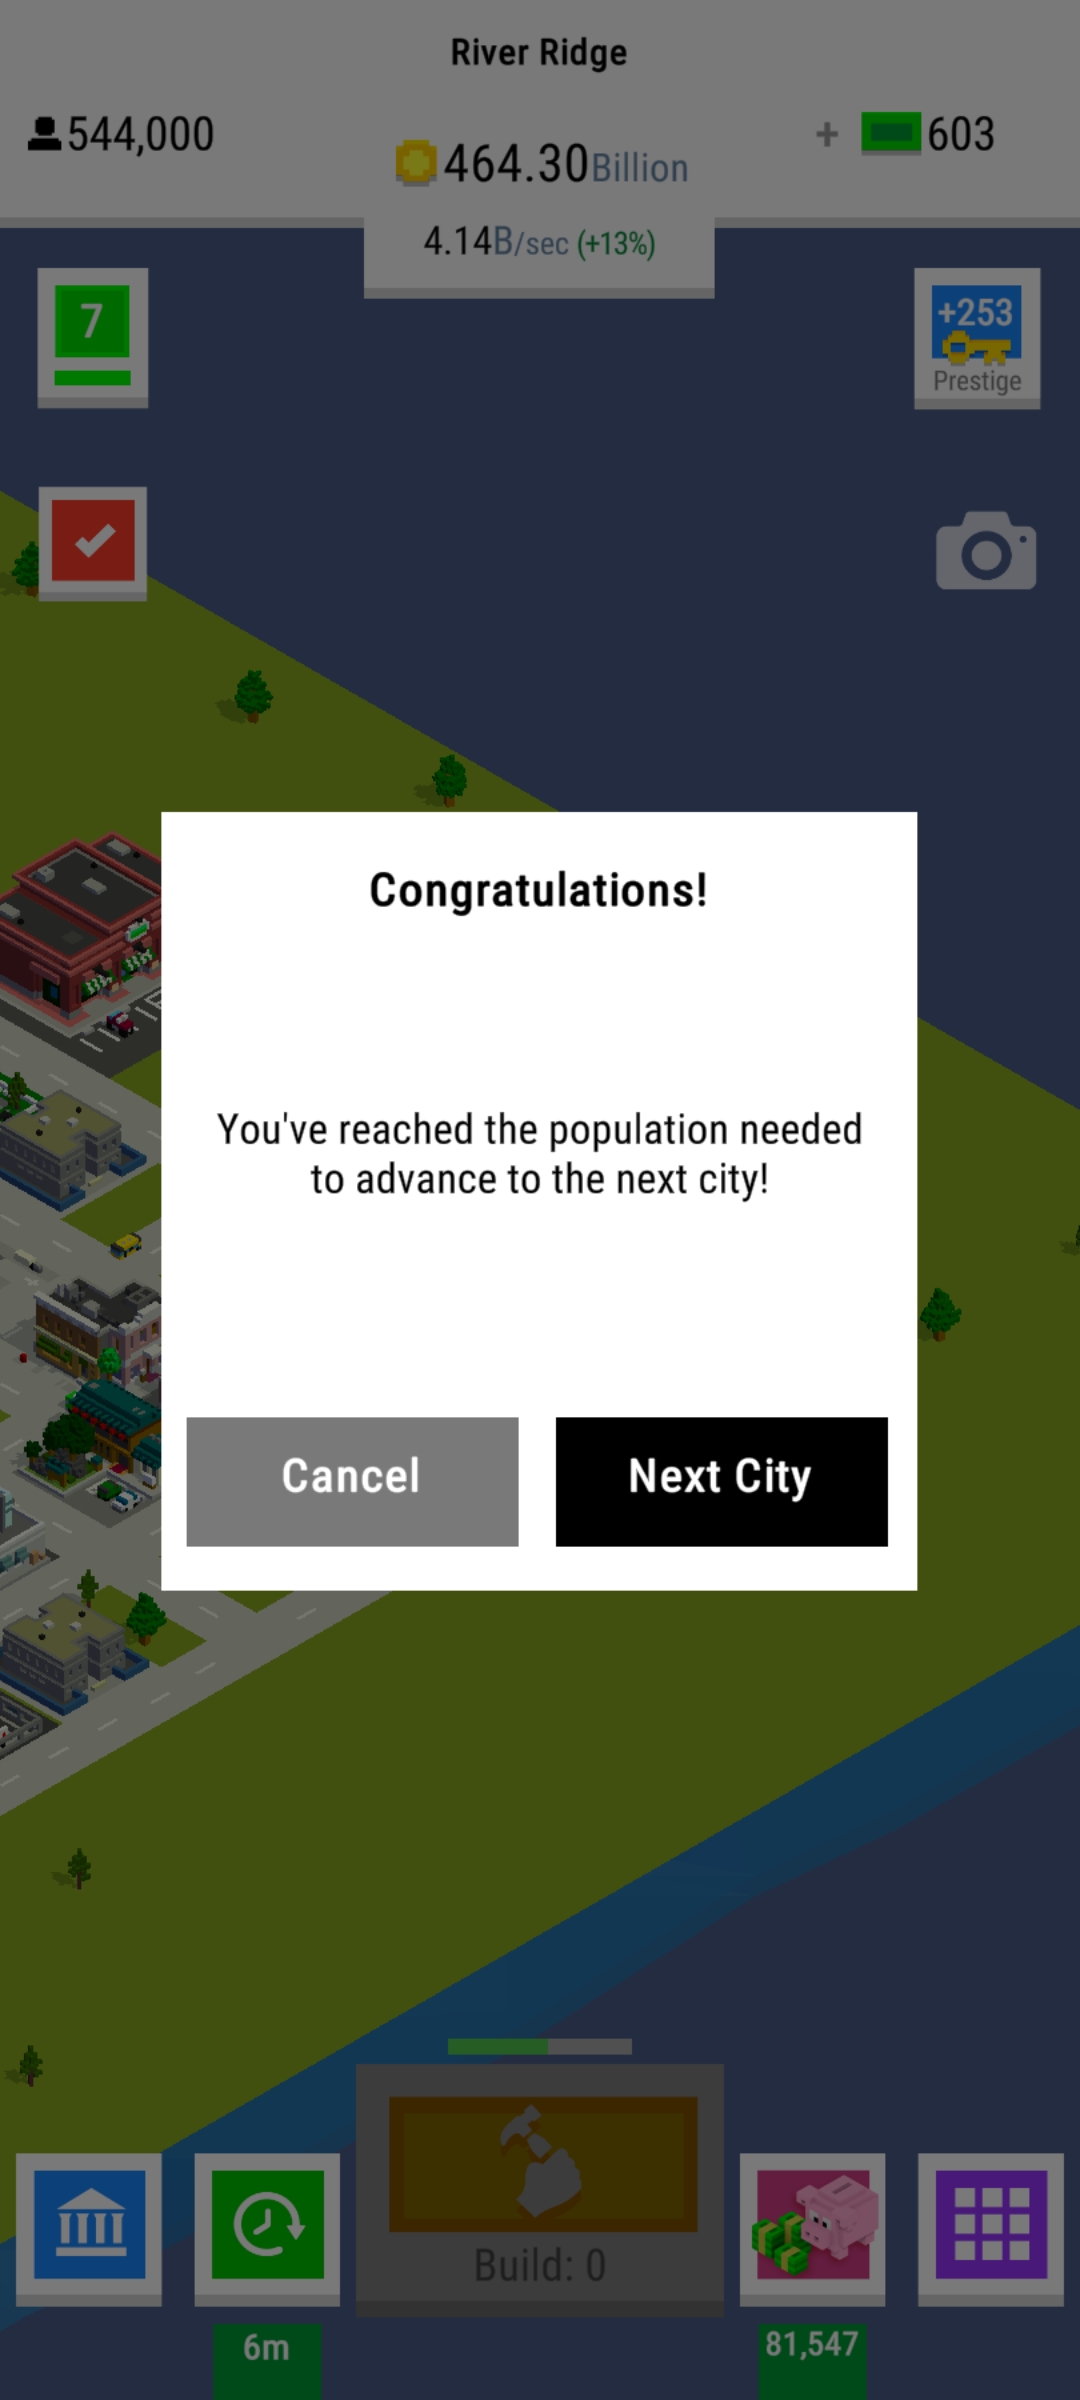 River Ridge
544,000
464.30Billion
+ 603
4.14B/sec (+13%)
7
+253
Prestige
Congratulations!
You've reached the population needed
to advance to the next city!
Cancel
Next City
Build: 0
6m
81,547